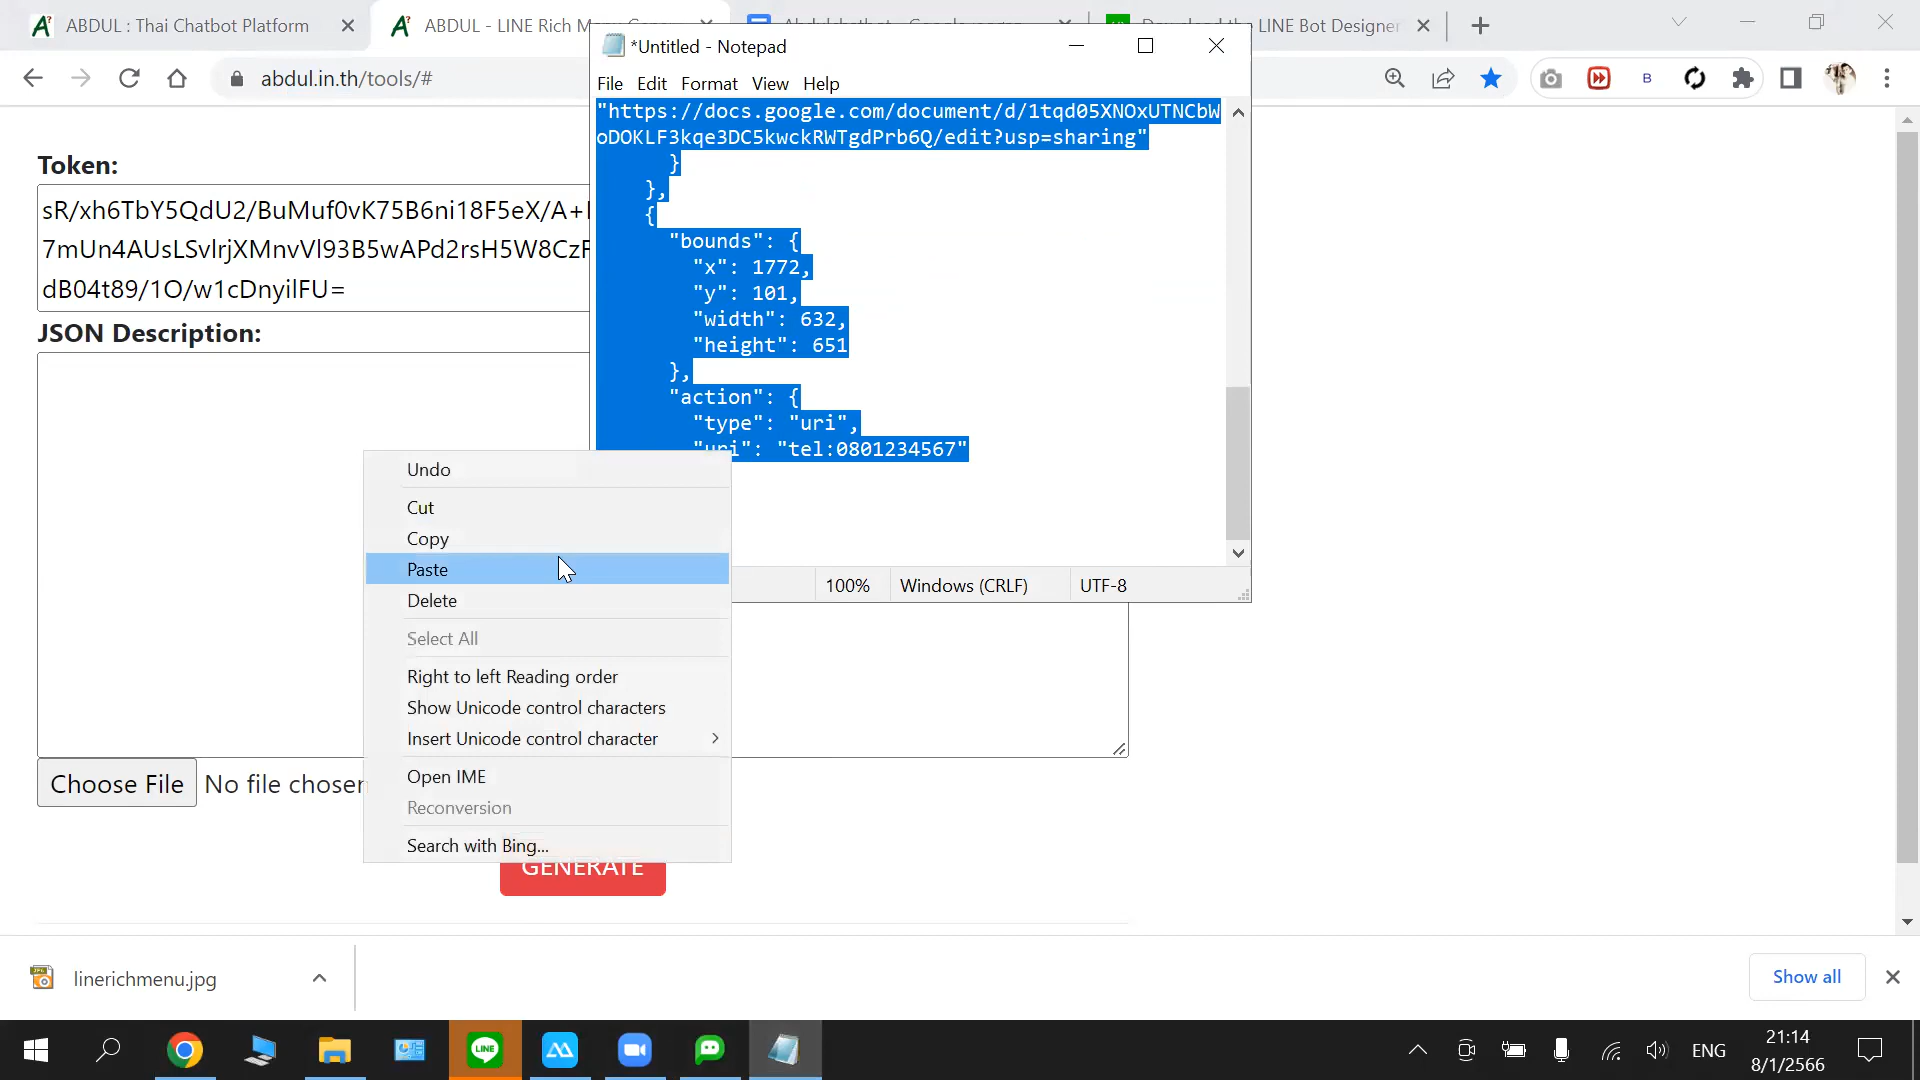 ABDUL : Thai Chatbot Platform
ABDUL - LINE Rich
LINE Bot Designer
abdul.in.th/tools/#
B
*Untitled - Notepad
File Edit Format View Help
"https://docs.google.com/document/d/1tqd05XNOxUTNCbW
oDOKLF3kqe3DC5kwckRWTgdPrb6Q/edit?usp=sharing"
}
},
{
"bounds": {
"x": 1772,
"y": 101,
"width": 632,
"height": 651
},
"action": {
"type": "uri",
"uri": "tel:0801234567"
100% Windows (CRLF) UTF-8
Token:
sR/xh6TbY5QdU2/BuMuf0vK75B6ni18F5eX/A+
7mUn4AUsLSvlrjXMnvVl93B5wAPd2rsH5W8CzF
dB04t89/1O/w1cDnyilFU=
JSON Description:
Undo
Cut
Copy
Paste
Delete
Select All
Right to left Reading order
Show Unicode control characters
Insert Unicode control character
Open IME
Reconversion
Search with Bing...
Choose File No file chosen
GENERATE
linerichmenu.jpg
Show all
LINE
ENG
21:14
8/1/2566